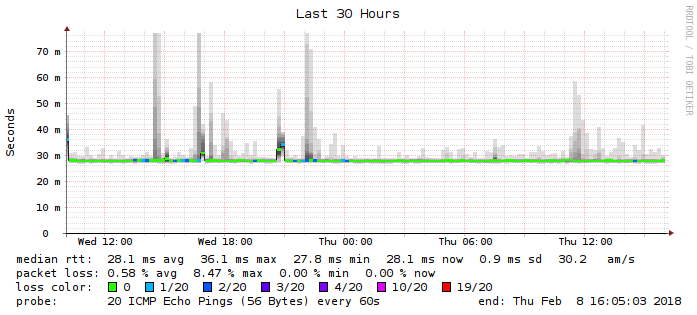 Last 30 Hours
RRDTOOL / TOBI OETIKER
Seconds
70 m
60 m
50 m
40 m
30 m
20 m
10 m
0
Wed 12:00 Wed 18:00 Thu 00:00 Thu 06:00 Thu 12:00
median rtt: 28.1 ms avg 36.1 ms max 27.8 ms min 28.1 ms now 0.9 ms sd 30.2 am/s
packet loss: 0.58 % avg 8.47 % max 0.00 % min 0.00 % now
loss color: 0 1/20 2/20 3/20 4/20 10/20 19/20
probe: 20 ICMP Echo Pings (56 Bytes) every 60s end: Thu Feb 8 16:05:03 2018